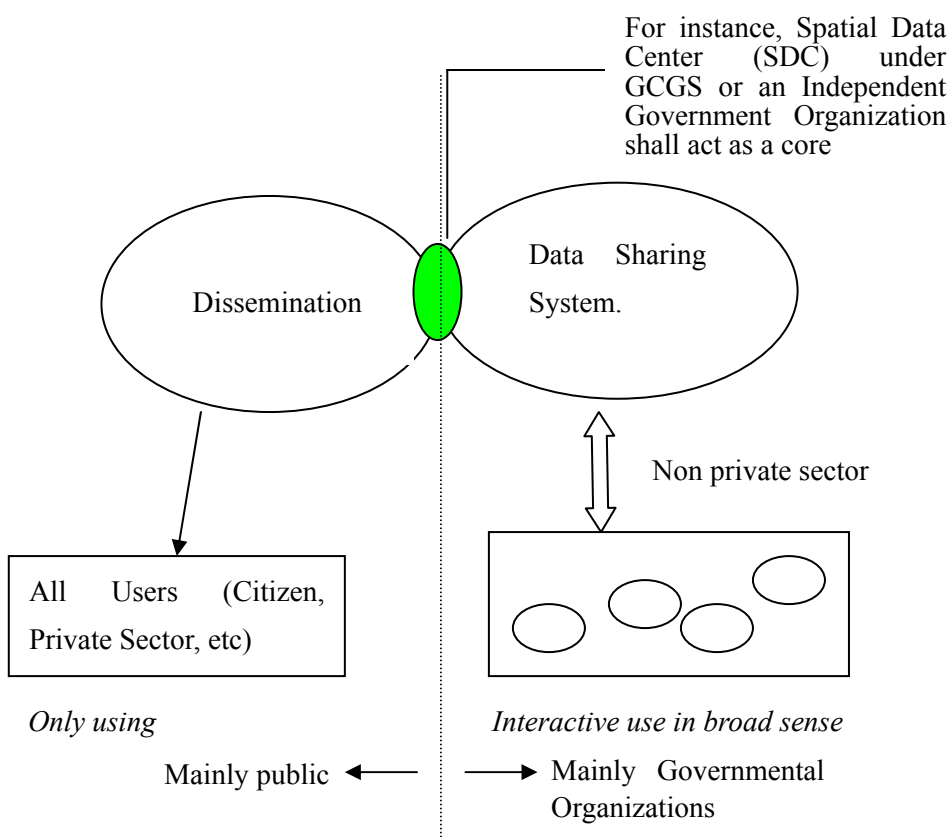 For instance, Spatial Data
Center (SDC) under
GCGS or an Independent
Government Organization
shall act as a core
Dissemination
Data Sharing
System.
Non private sector
All Users (Citizen,
Private Sector, etc)
Only using
Interactive use in broad sense
Mainly public
Mainly Governmental
Organizations